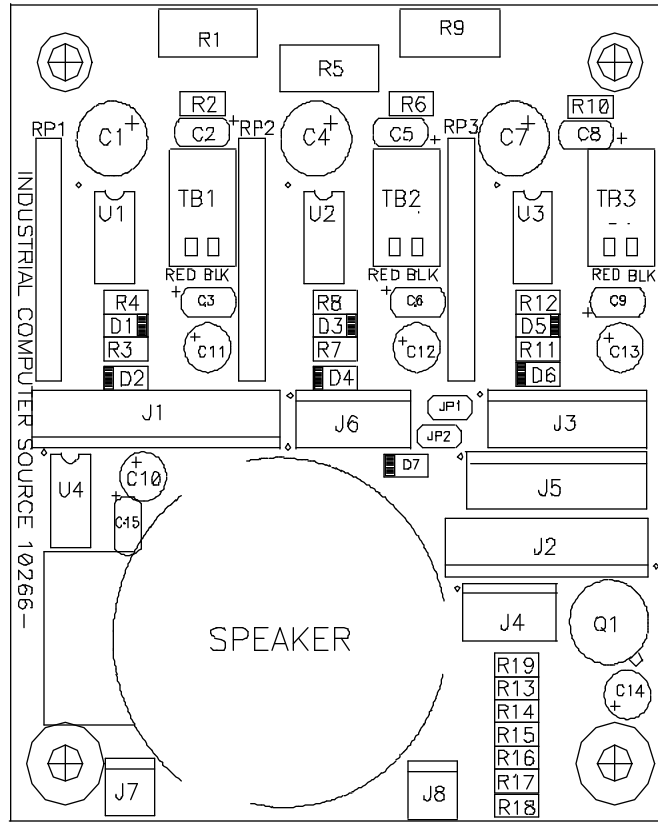 R1
R9
R5
R2
R6
R10
RP1
C1
C2
RP2
C4
C5
RP3
C7
C8
U1
TB1
U2
TB2
U3
TB3
RED BLK
RED BLK
RED BLK
R4
C3
R8
C6
R12
C9
D1
D3
D5
R3
C11
R7
C12
R11
C13
D2
D4
D6
J1
J6
JP1
J3
JP2
INDUSTRIAL COMPUTER SOURCE 10266-
U4
C10
D7
J5
C15
J2
J4
Q1
SPEAKER
R19
R13
C14
R14
R15
R16
R17
R18
J7
J8